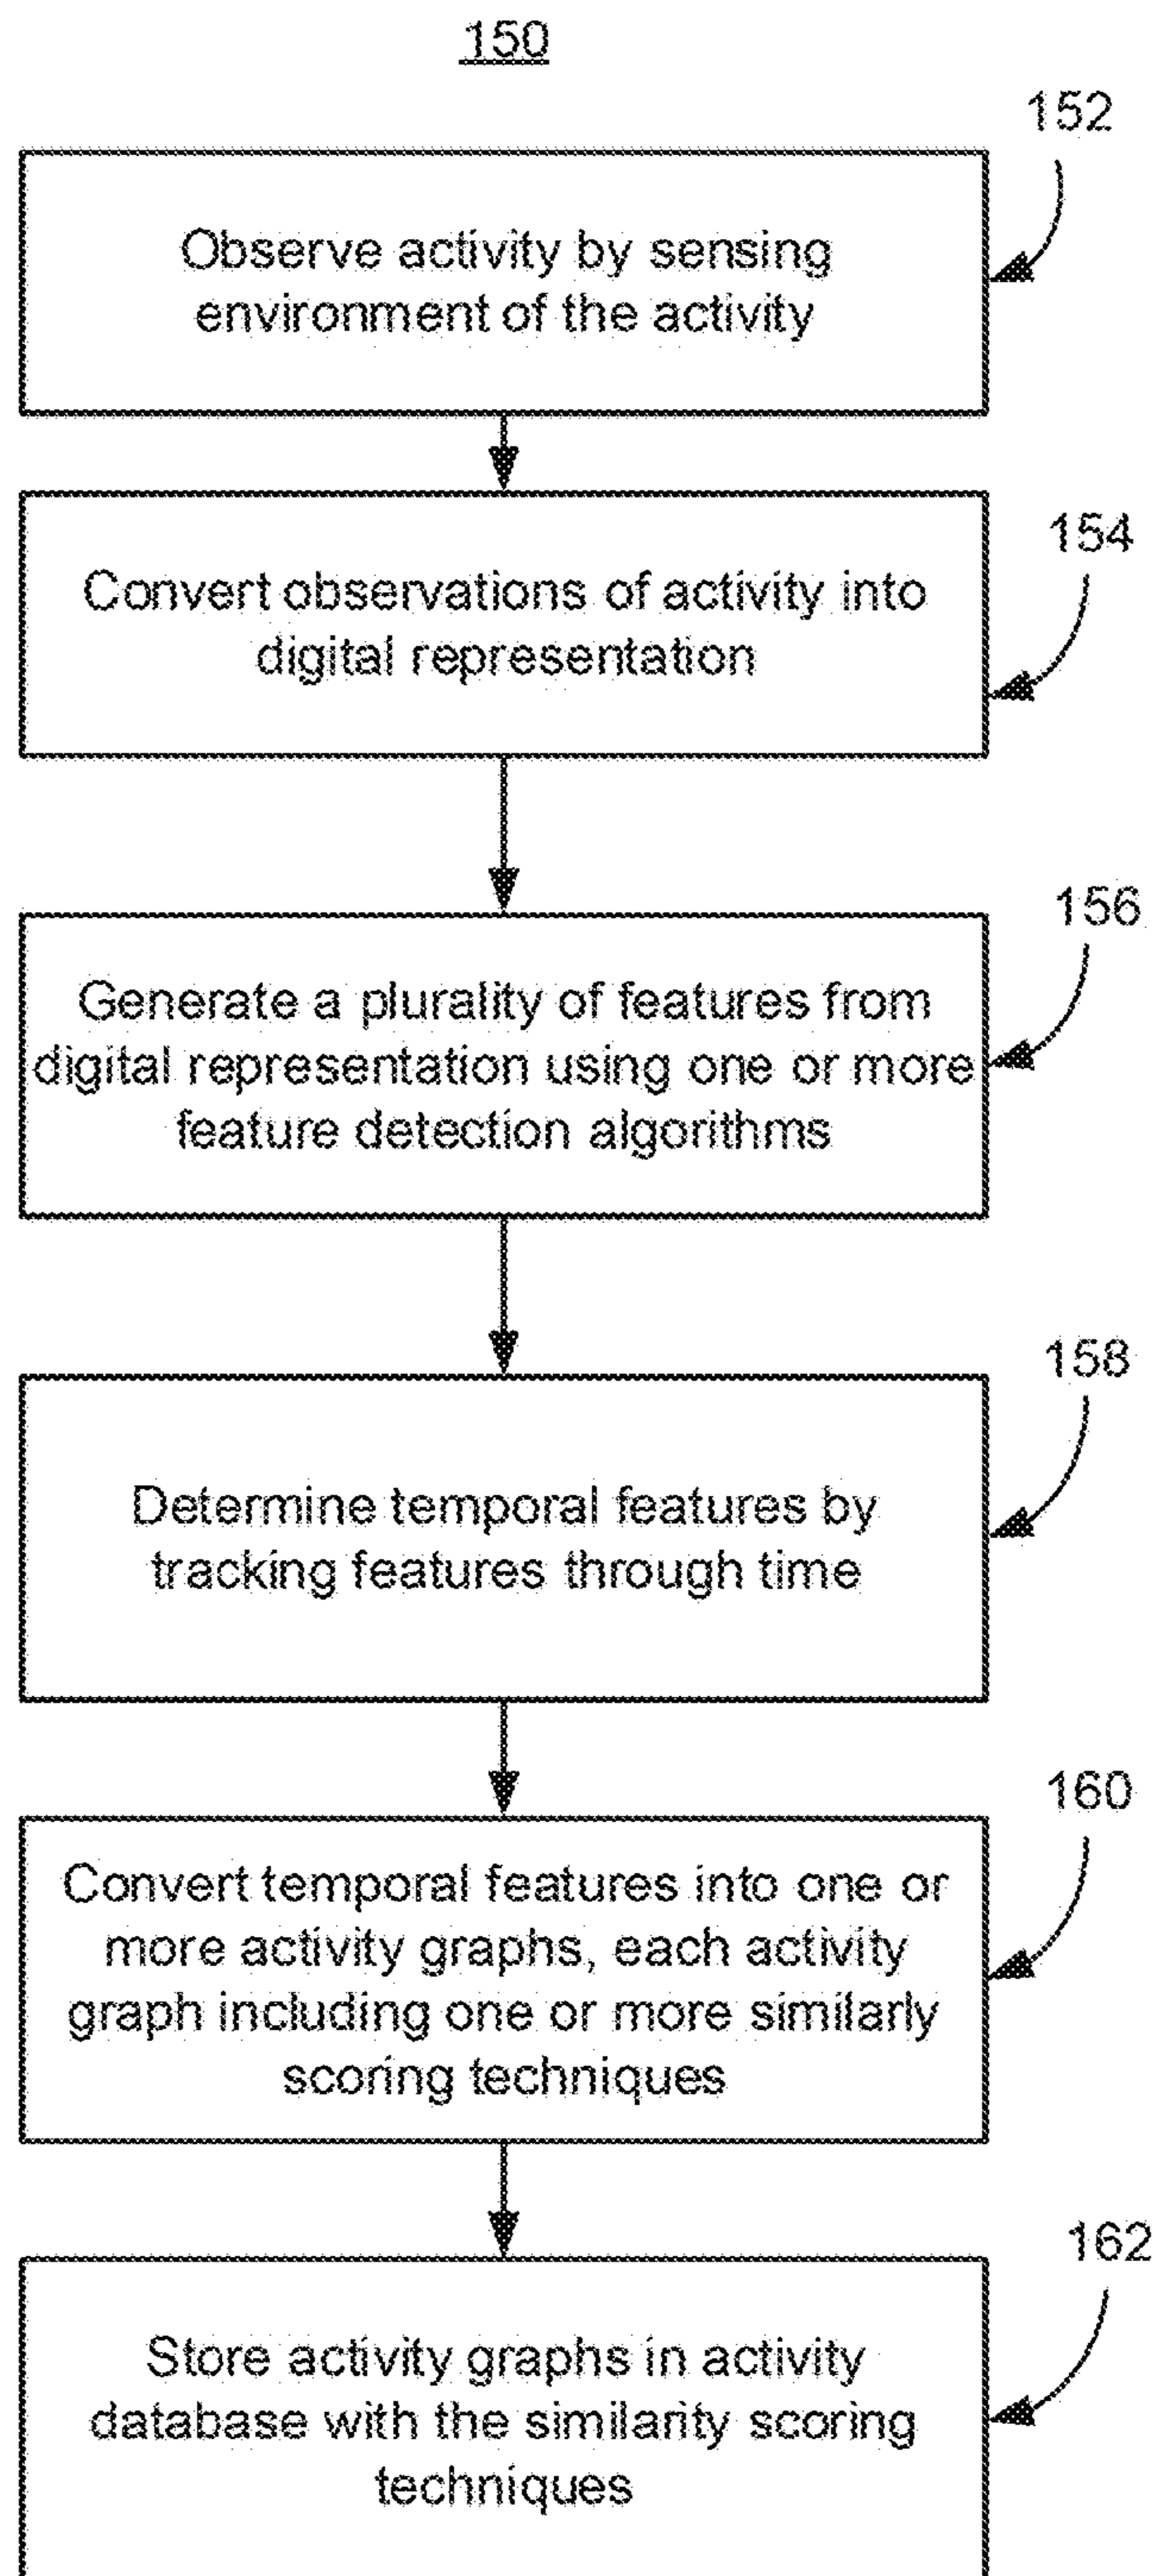 150
152
Observe activity by sensing
environment of the activity
154
Convert observations of activity into
digital representation
156
Generate a plurality of features from
digital representation using one or more
feature detection algorithms
158
Determine temporal features by
tracking features through time
160
Convert temporal features into one or
more activity graphs, each activity
graph including one or more similarly
scoring techniques
162
Store activity graphs in activity
database with the similarity scoring
techniques